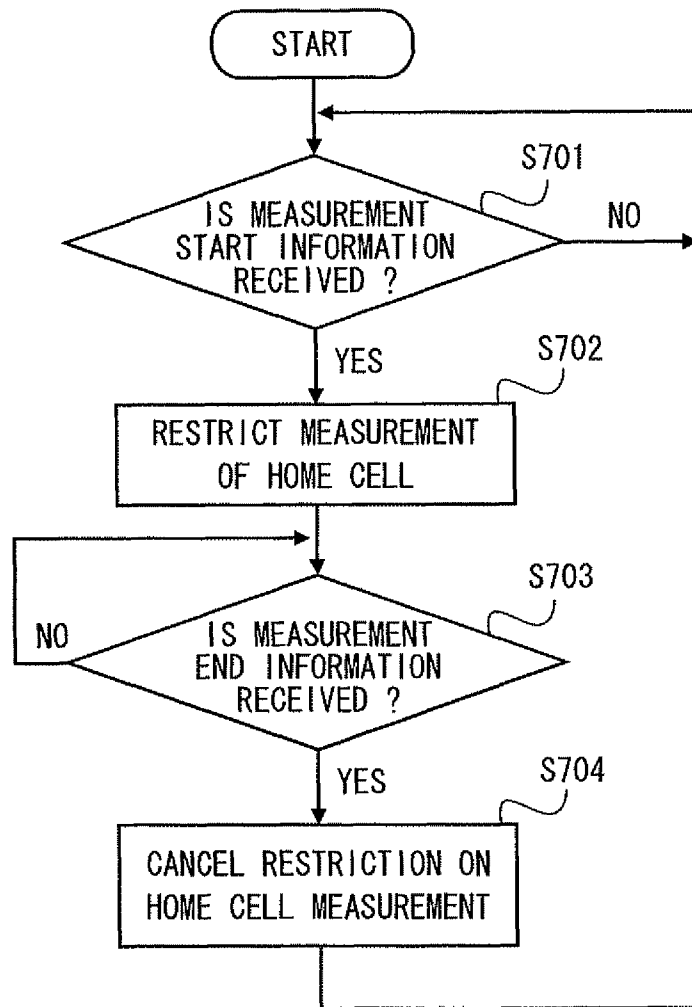 START
S701
IS MEASUREMENT
START INFORMATION
RECEIVED ?
NO
YES
S702
RESTRICT MEASUREMENT
OF HOME CELL
S703
NO
IS MEASUREMENT
END INFORMATION
RECEIVED ?
YES
S704
CANCEL RESTRICTION ON
HOME CELL MEASUREMENT